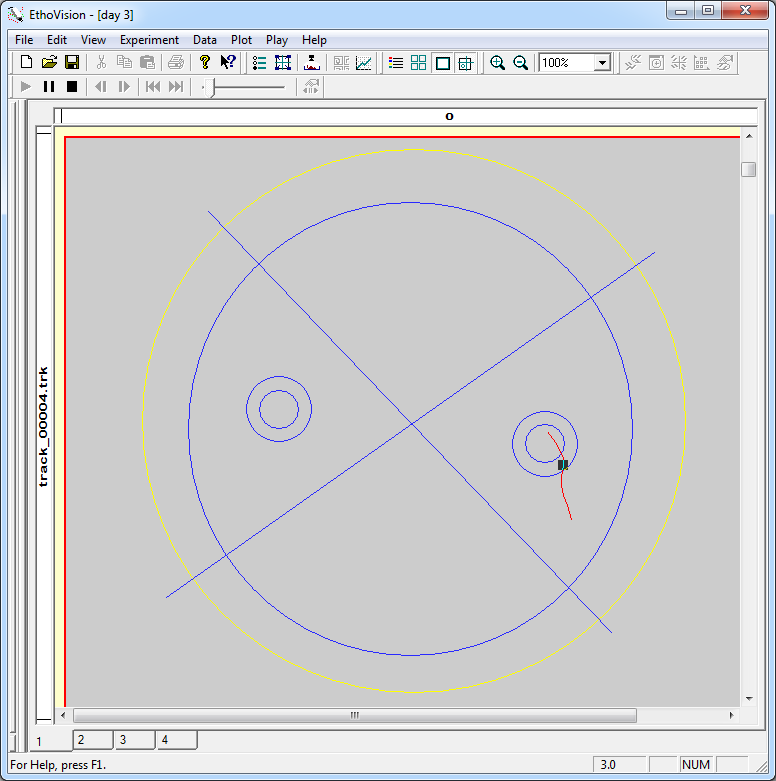 EthoVision - [day 3]
File Edit View Experiment Data Plot Play Help
100%
o
track_00004.trk
1 2 3 4
For Help, press F1.
3.0 NUM